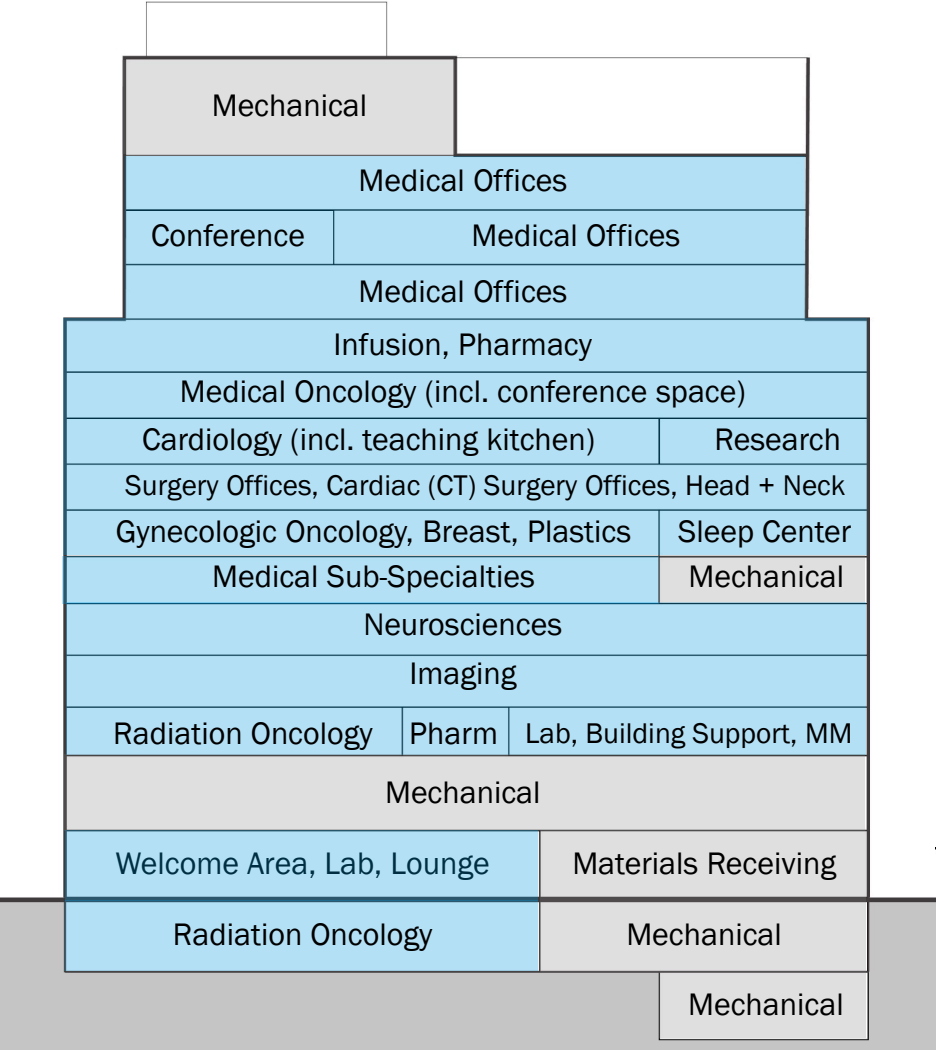 Mechanical
Medical Offices
Conference
Medical Offices
Medical Offices
Infusion, Pharmacy
Medical Oncology (incl. conference space)
Cardiology (incl. teaching kitchen)
Research
Surgery Offices, Cardiac (CT) Surgery Offices, Head + Neck
Gynecologic Oncology, Breast, Plastics
Sleep Center
Medical Sub-Specialties
Mechanical
Neurosciences
Imaging
Radiation Oncology
Pharm
Lab, Building Support, MM
Mechanical
Welcome Area, Lab, Lounge
Materials Receiving
Radiation Oncology
Mechanical
Mechanical